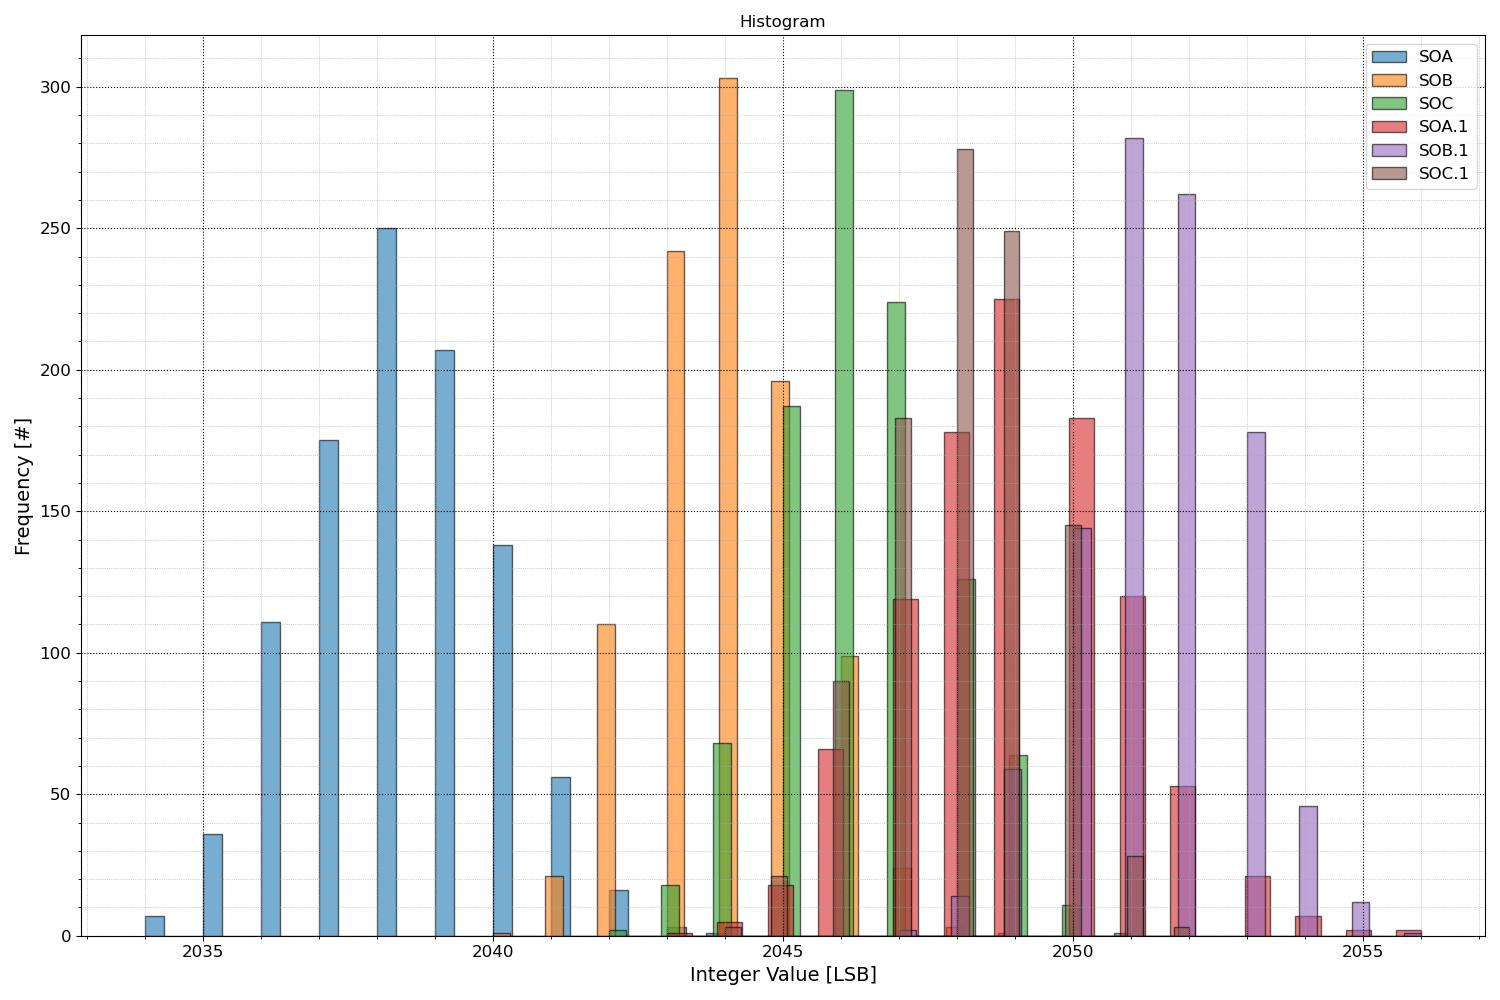 Histogram
SOA
SOB
SOC
SOA.1
SOB.1
SOC.1
Frequency [#]
300
250
200
150
100
50
0
2035 2040 2045 2050 2055
Integer Value [LSB]